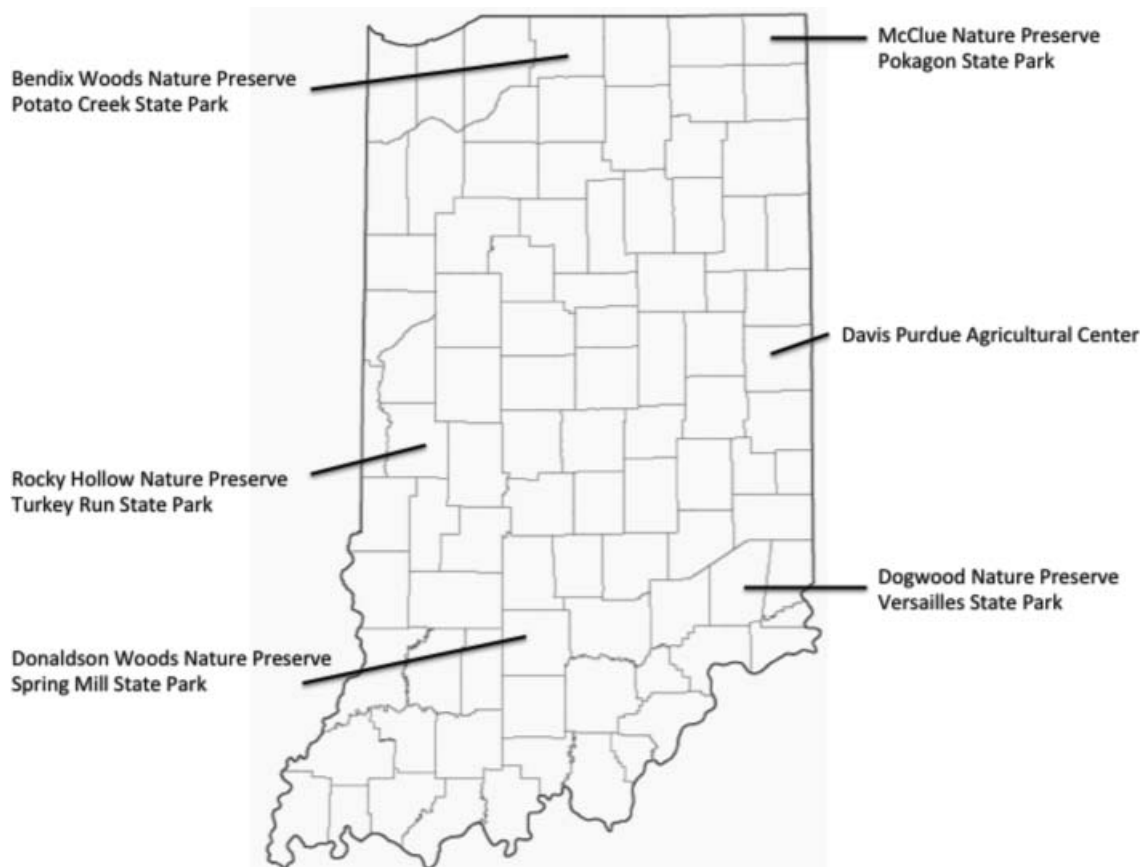 McClue Nature Preserve
Pokagon State Park
Bendix Woods Nature Preserve
Potato Creek State Park
Davis Purdue Agricultural Center
Rocky Hollow Nature Preserve
Turkey Run State Park
Dogwood Nature Preserve
Versailles State Park
Donaldson Woods Nature Preserve
Spring Mill State Park